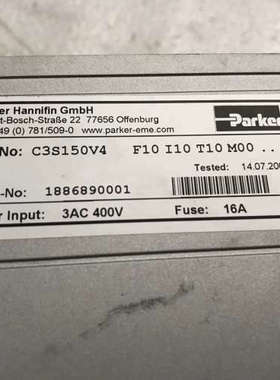 er Hannifin GmbH
t-Bosch-Straße 22 77656 Offenburg
49 (0) 781/509-0 www.parker-eme.com
Parker
No: C3S150V4 F10 I10 T10 M00 ..
Tested: 14.07.20
-No: 1886890001
r Input: 3AC 400V Fuse: 16A